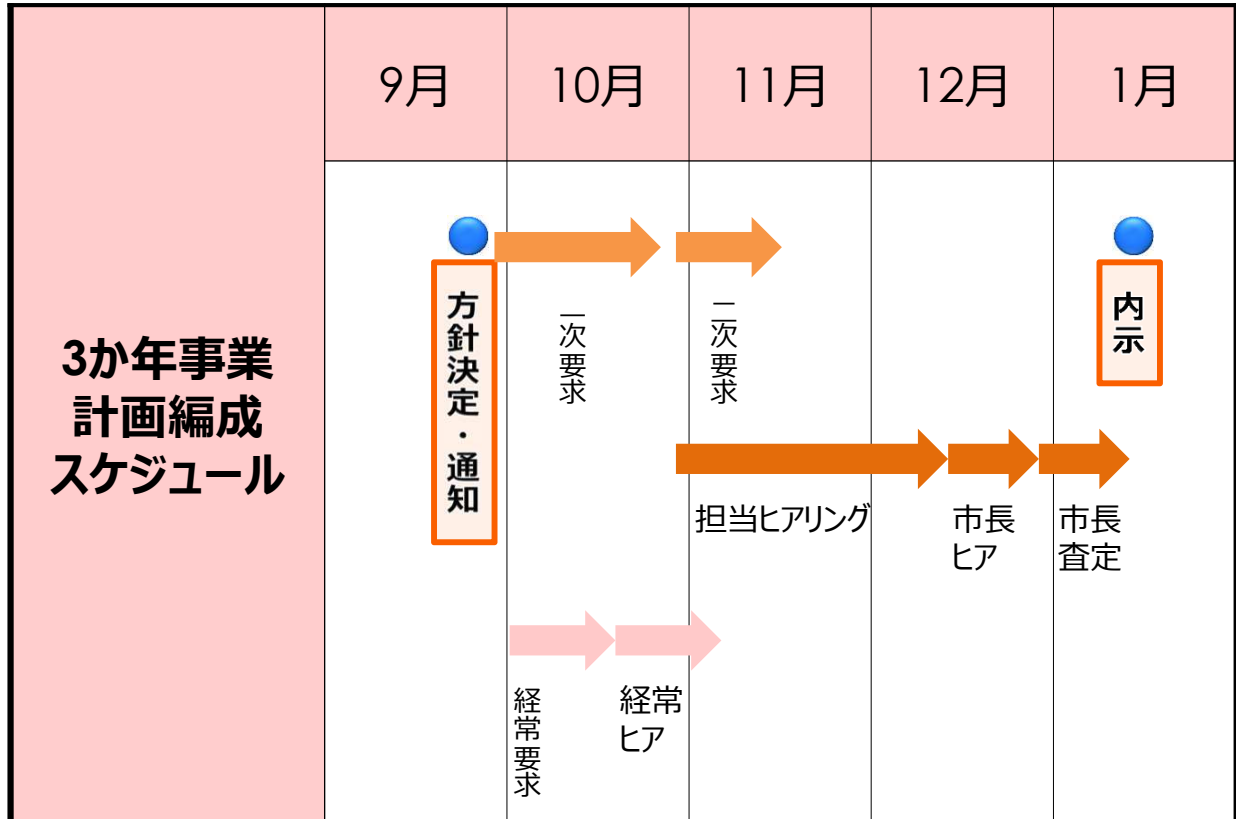 9月
10月
11月
12月
1月
3か年事業
計画編成
スケジュール
方針決定・通知
一次要求
二次要求
内示
担当ヒアリング
市長
ヒア
市長
査定
経常要求
経常
ヒア